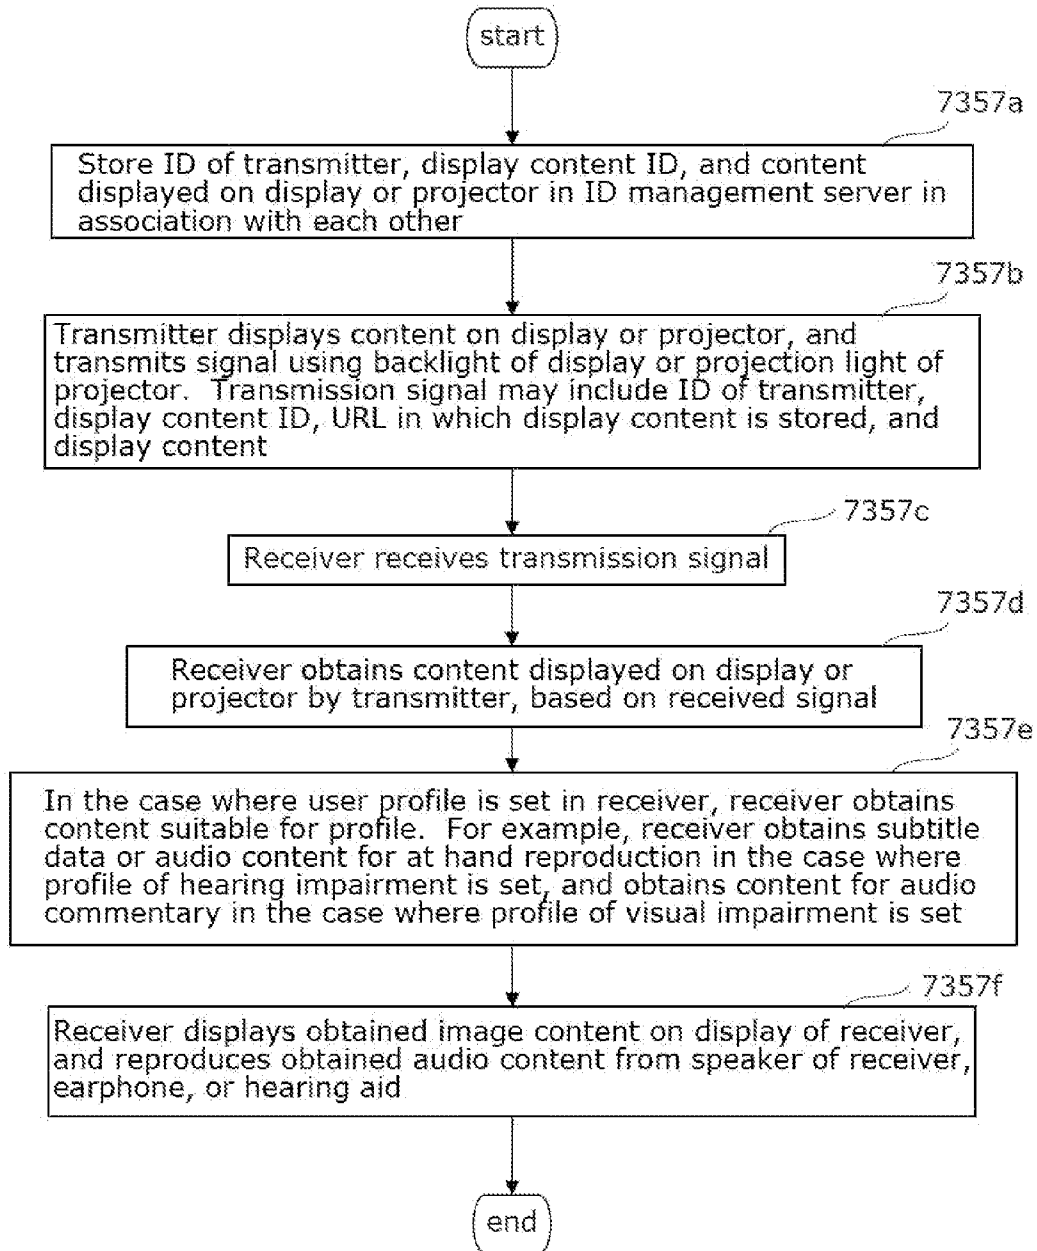 start
7357a
Store ID of transmitter, display content ID, and content
displayed on display or projector in ID management server in
association with each other
7357b
Transmitter displays content on display or projector, and
transmits signal using backlight of display or projection light of
projector.  Transmission signal may include ID of transmitter,
display content ID, URL in which display content is stored, and
display content
7357c
Receiver receives transmission signal
7357d
Receiver obtains content displayed on display or
projector by transmitter, based on received signal
7357e
In the case where user profile is set in receiver, receiver obtains
content suitable for profile.  For example, receiver obtains subtitle
data or audio content for at hand reproduction in the case where
profile of hearing impairment is set, and obtains content for audio
commentary in the case where profile of visual impairment is set
7357f
Receiver displays obtained image content on display of receiver,
and reproduces obtained audio content from speaker of receiver,
earphone, or hearing aid
end